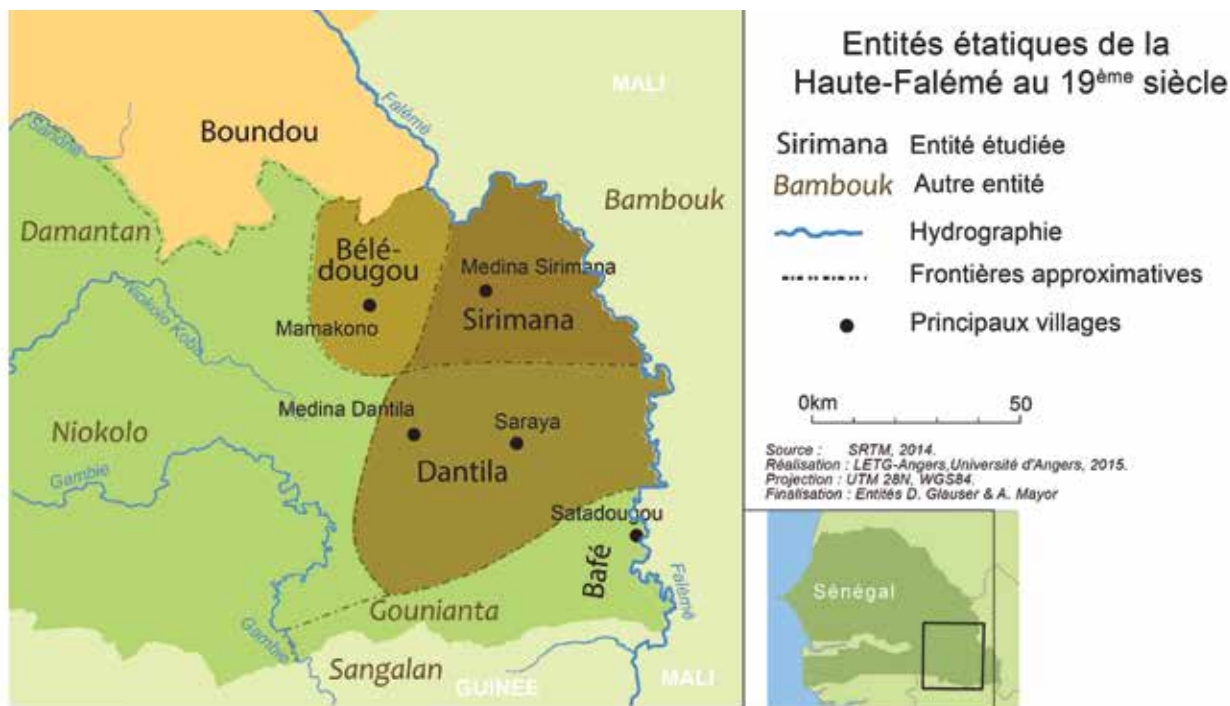 Entités étatiques de la
Haute-Falémé au 19ème siècle
Sirimana Entité étudiée
Bambouk Autre entité
Hydrographie
Frontières approximatives
Principaux villages
0km 50
Source : SRTM, 2014.
Réalisation : LETG-Angers,Université d'Angers, 2015.
Projection : UTM 28N, WGS84.
Finalisation : Entités D. Glauser & A. Mayor
Sénégal
MALI
Falémé
Boundou
Sanone
Bambouk
Damantan
Bélé-
dougou
Medina Sirimana
Niokolo Koba
Mamakono
Sirimana
Medina Dantila
Saraya
Niokolo
Gambie
Dantila
Satadougou
Bafé
Falémé
Gounianta
Gambie
Sangalan
GUINEE
MALI